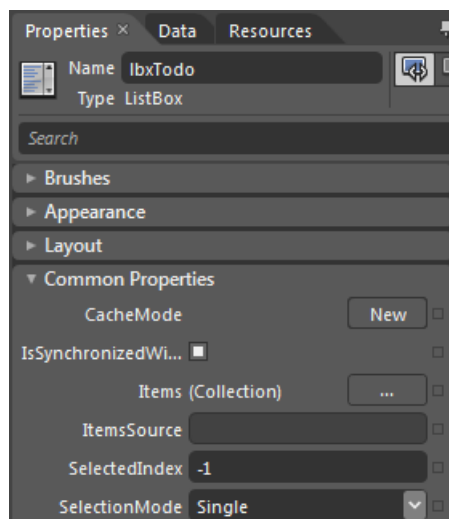 Properties × Data Resources
Name lbxTodo
Type ListBox
Search
Brushes
Appearance
Layout
Common Properties
CacheMode New
IsSynchronizedWi...
Items (Collection) ...
ItemsSource
SelectedIndex -1
SelectionMode Single